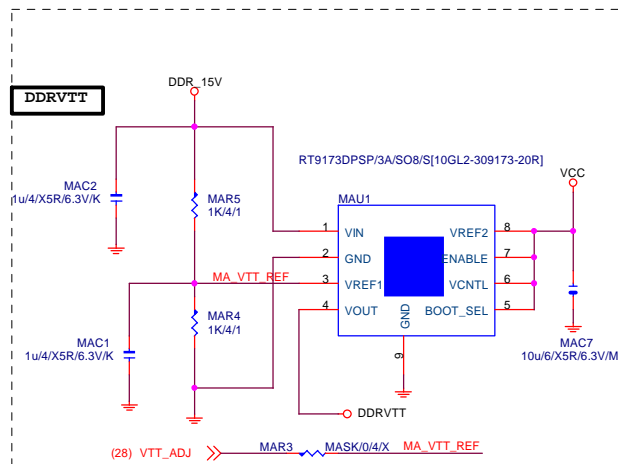 DDR_15V
DDRVTT
RT9173DPSP/3A/SO8/S[10GL2-309173-20R]
VCC
MAC2
1u/4/X5R/6.3V/K
MAR5
1K/4/1
MAU1
1 VIN VREF2 8
2 GND ENABLE 7
MA_VTT_REF 3 VREF1 VCNTL 6
4 VOUT BOOT_SEL 5
GND
9
MAR4
1K/4/1
MAC1
1u/4/X5R/6.3V/K
MAC7
10u/6/X5R/6.3V/M
DDRVTT
(28) VTT_ADJ MAR3 MASK/0/4/X MA_VTT_REF